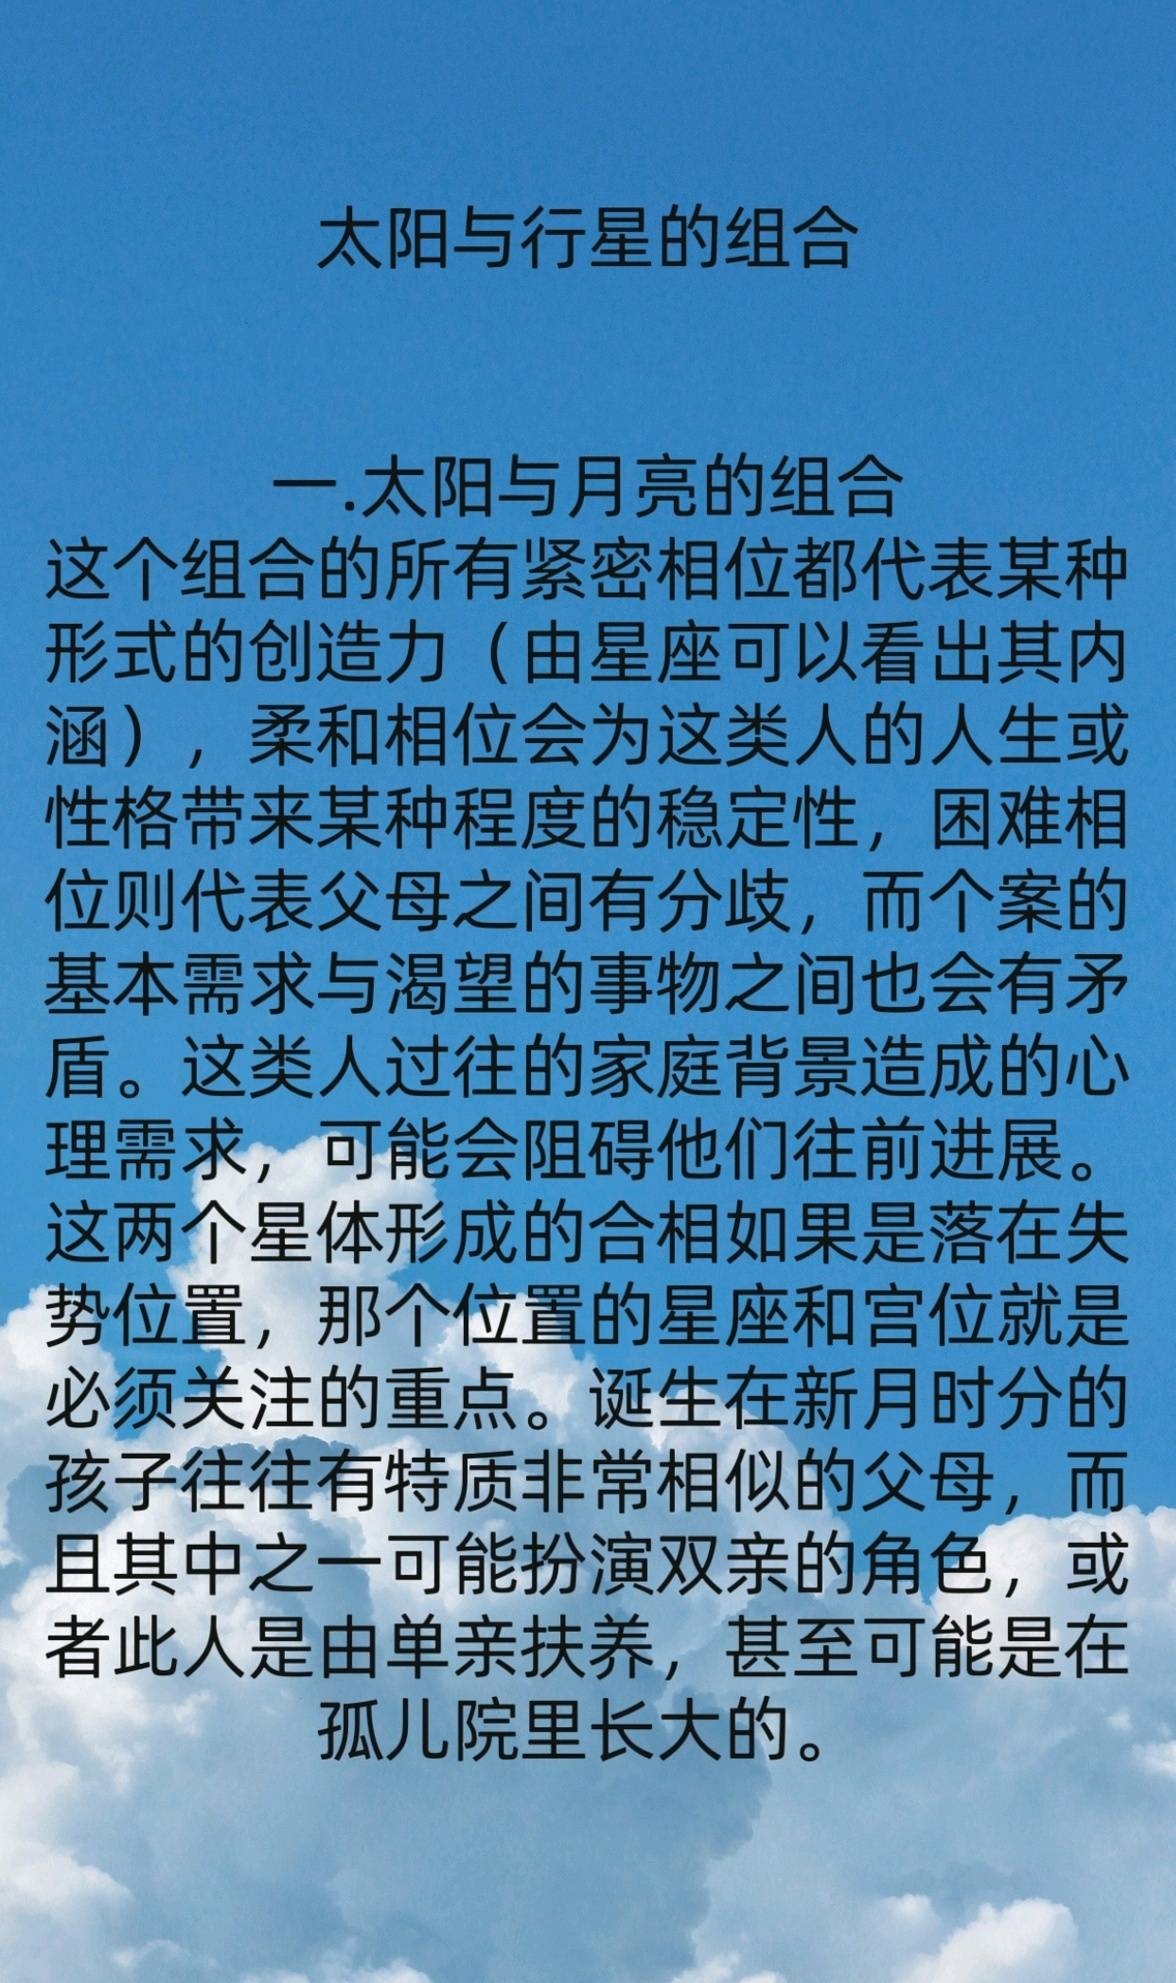 太阳与行星的组合
一.太阳与月亮的组合
这个组合的所有紧密相位都代表某种
形式的创造力（由星座可以看出其内
涵），柔和相位会为这类人的人生或
性格带来某种程度的稳定性，困难相
位则代表父母之间有分歧，而个案的
基本需求与渴望的事物之间也会有矛
盾。这类人过往的家庭背景造成的心
理需求，可能会阻碍他们往前进展。
这两个星体形成的合相如果是落在失
势位置，那个位置的星座和宫位就是
必须关注的重点。诞生在新月时分的
孩子往往有特质非常相似的父母，而
且其中之一可能扮演双亲的角色，或
者此人是由单亲扶养，甚至可能是在
孤儿院里长大的。